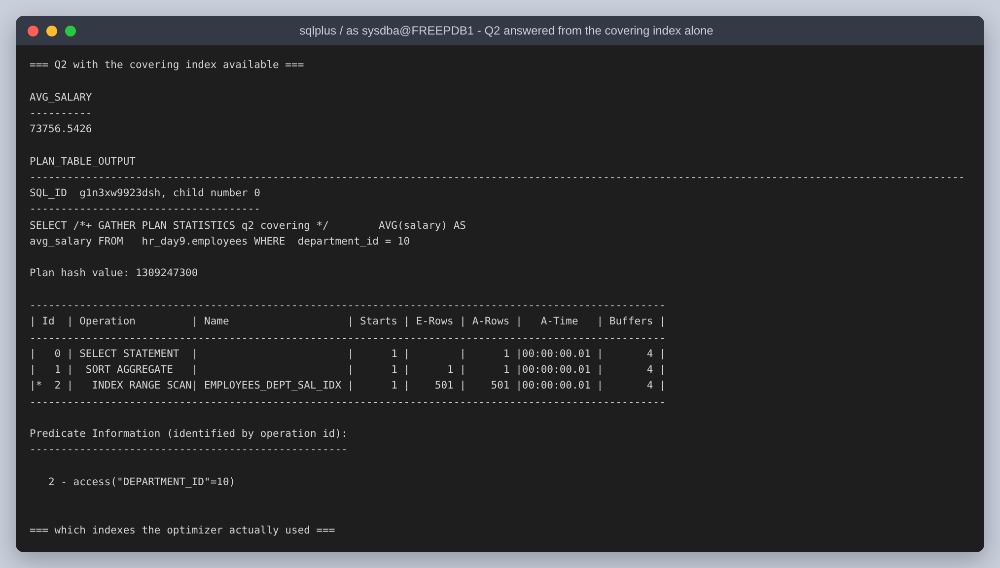 sqlplus / as sysdba@FREEPDB1 - Q2 answered from the covering index alone
=== Q2 with the covering index available ===
AVG_SALARY
----------
73756.5426
PLAN_TABLE_OUTPUT
------------------------------------------------------------------------------------------------------------------------------------------------------
SQL_ID  g1n3xw9923dsh, child number 0
-------------------------------------
SELECT /*+ GATHER_PLAN_STATISTICS q2_covering */        AVG(salary) AS
avg_salary FROM   hr_day9.employees WHERE  department_id = 10
Plan hash value: 1309247300
------------------------------------------------------------------------------------------------------
| Id  | Operation         | Name                   | Starts | E-Rows | A-Rows |   A-Time   | Buffers |
------------------------------------------------------------------------------------------------------
|   0 | SELECT STATEMENT  |                        |      1 |        |      1 |00:00:00.01 |       4 |
|   1 |  SORT AGGREGATE   |                        |      1 |      1 |      1 |00:00:00.01 |       4 |
|*  2 |   INDEX RANGE SCAN| EMPLOYEES_DEPT_SAL_IDX |      1 |    501 |    501 |00:00:00.01 |       4 |
------------------------------------------------------------------------------------------------------
Predicate Information (identified by operation id):
---------------------------------------------------
   2 - access("DEPARTMENT_ID"=10)
=== which indexes the optimizer actually used ===